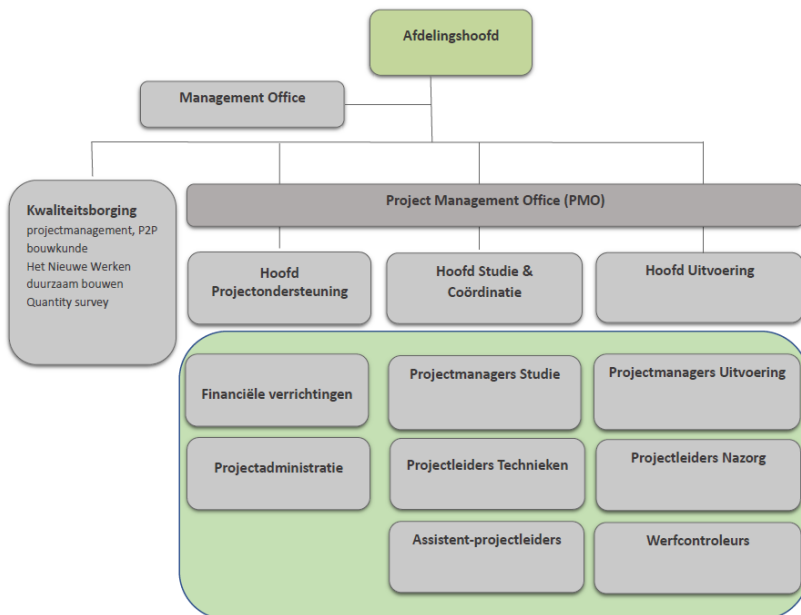 Afdelingshoofd
Management Office
Kwaliteitsborging
projectmanagement, P2P
bouwkunde
Het Nieuwe Werken
duurzaam bouwen
Quantity survey
Project Management Office (PMO)
Hoofd
Projectondersteuning
Hoofd Studie &
Coördinatie
Hoofd Uitvoering
Financiële verrichtingen
Projectmanagers Studie
Projectmanagers Uitvoering
Projectadministratie
Projectleiders Technieken
Projectleiders Nazorg
Assistent-projectleiders
Werfcontroleurs